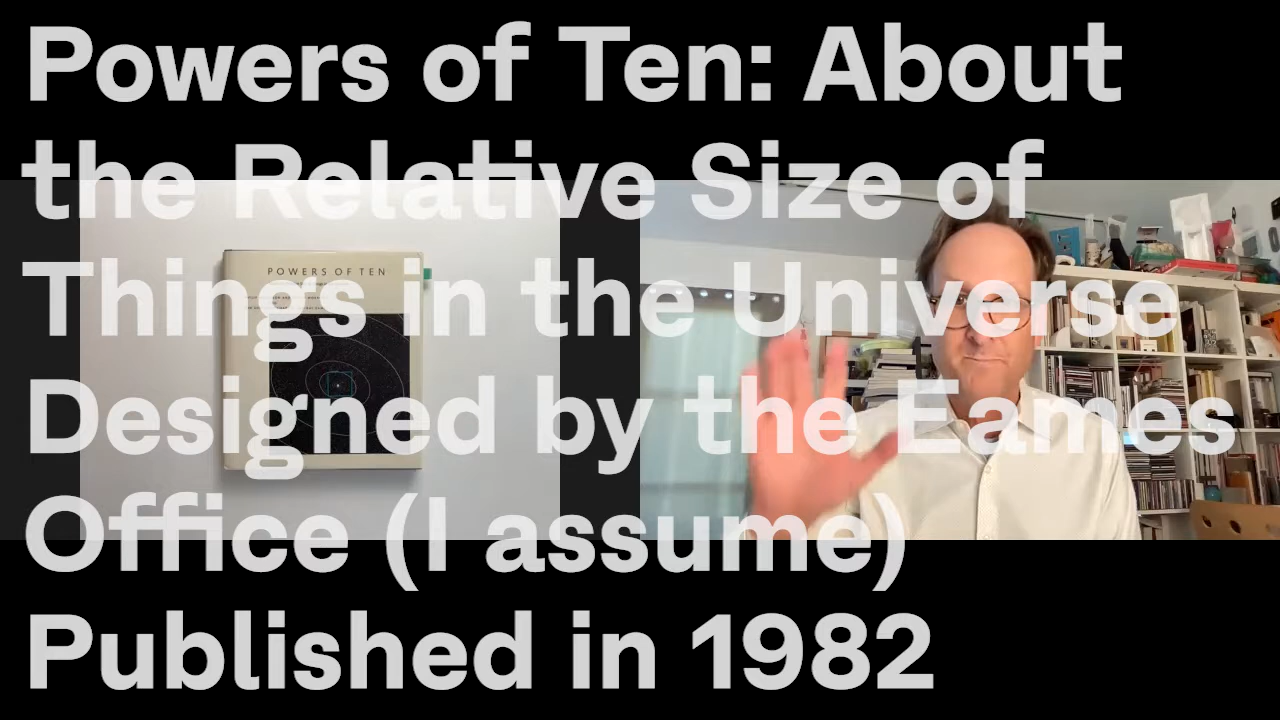 Powers of Ten: About
the Relative Size of
Things in the Universe
Designed by the Eames
Office (I assume)
Published in 1982
POWERS OF TEN